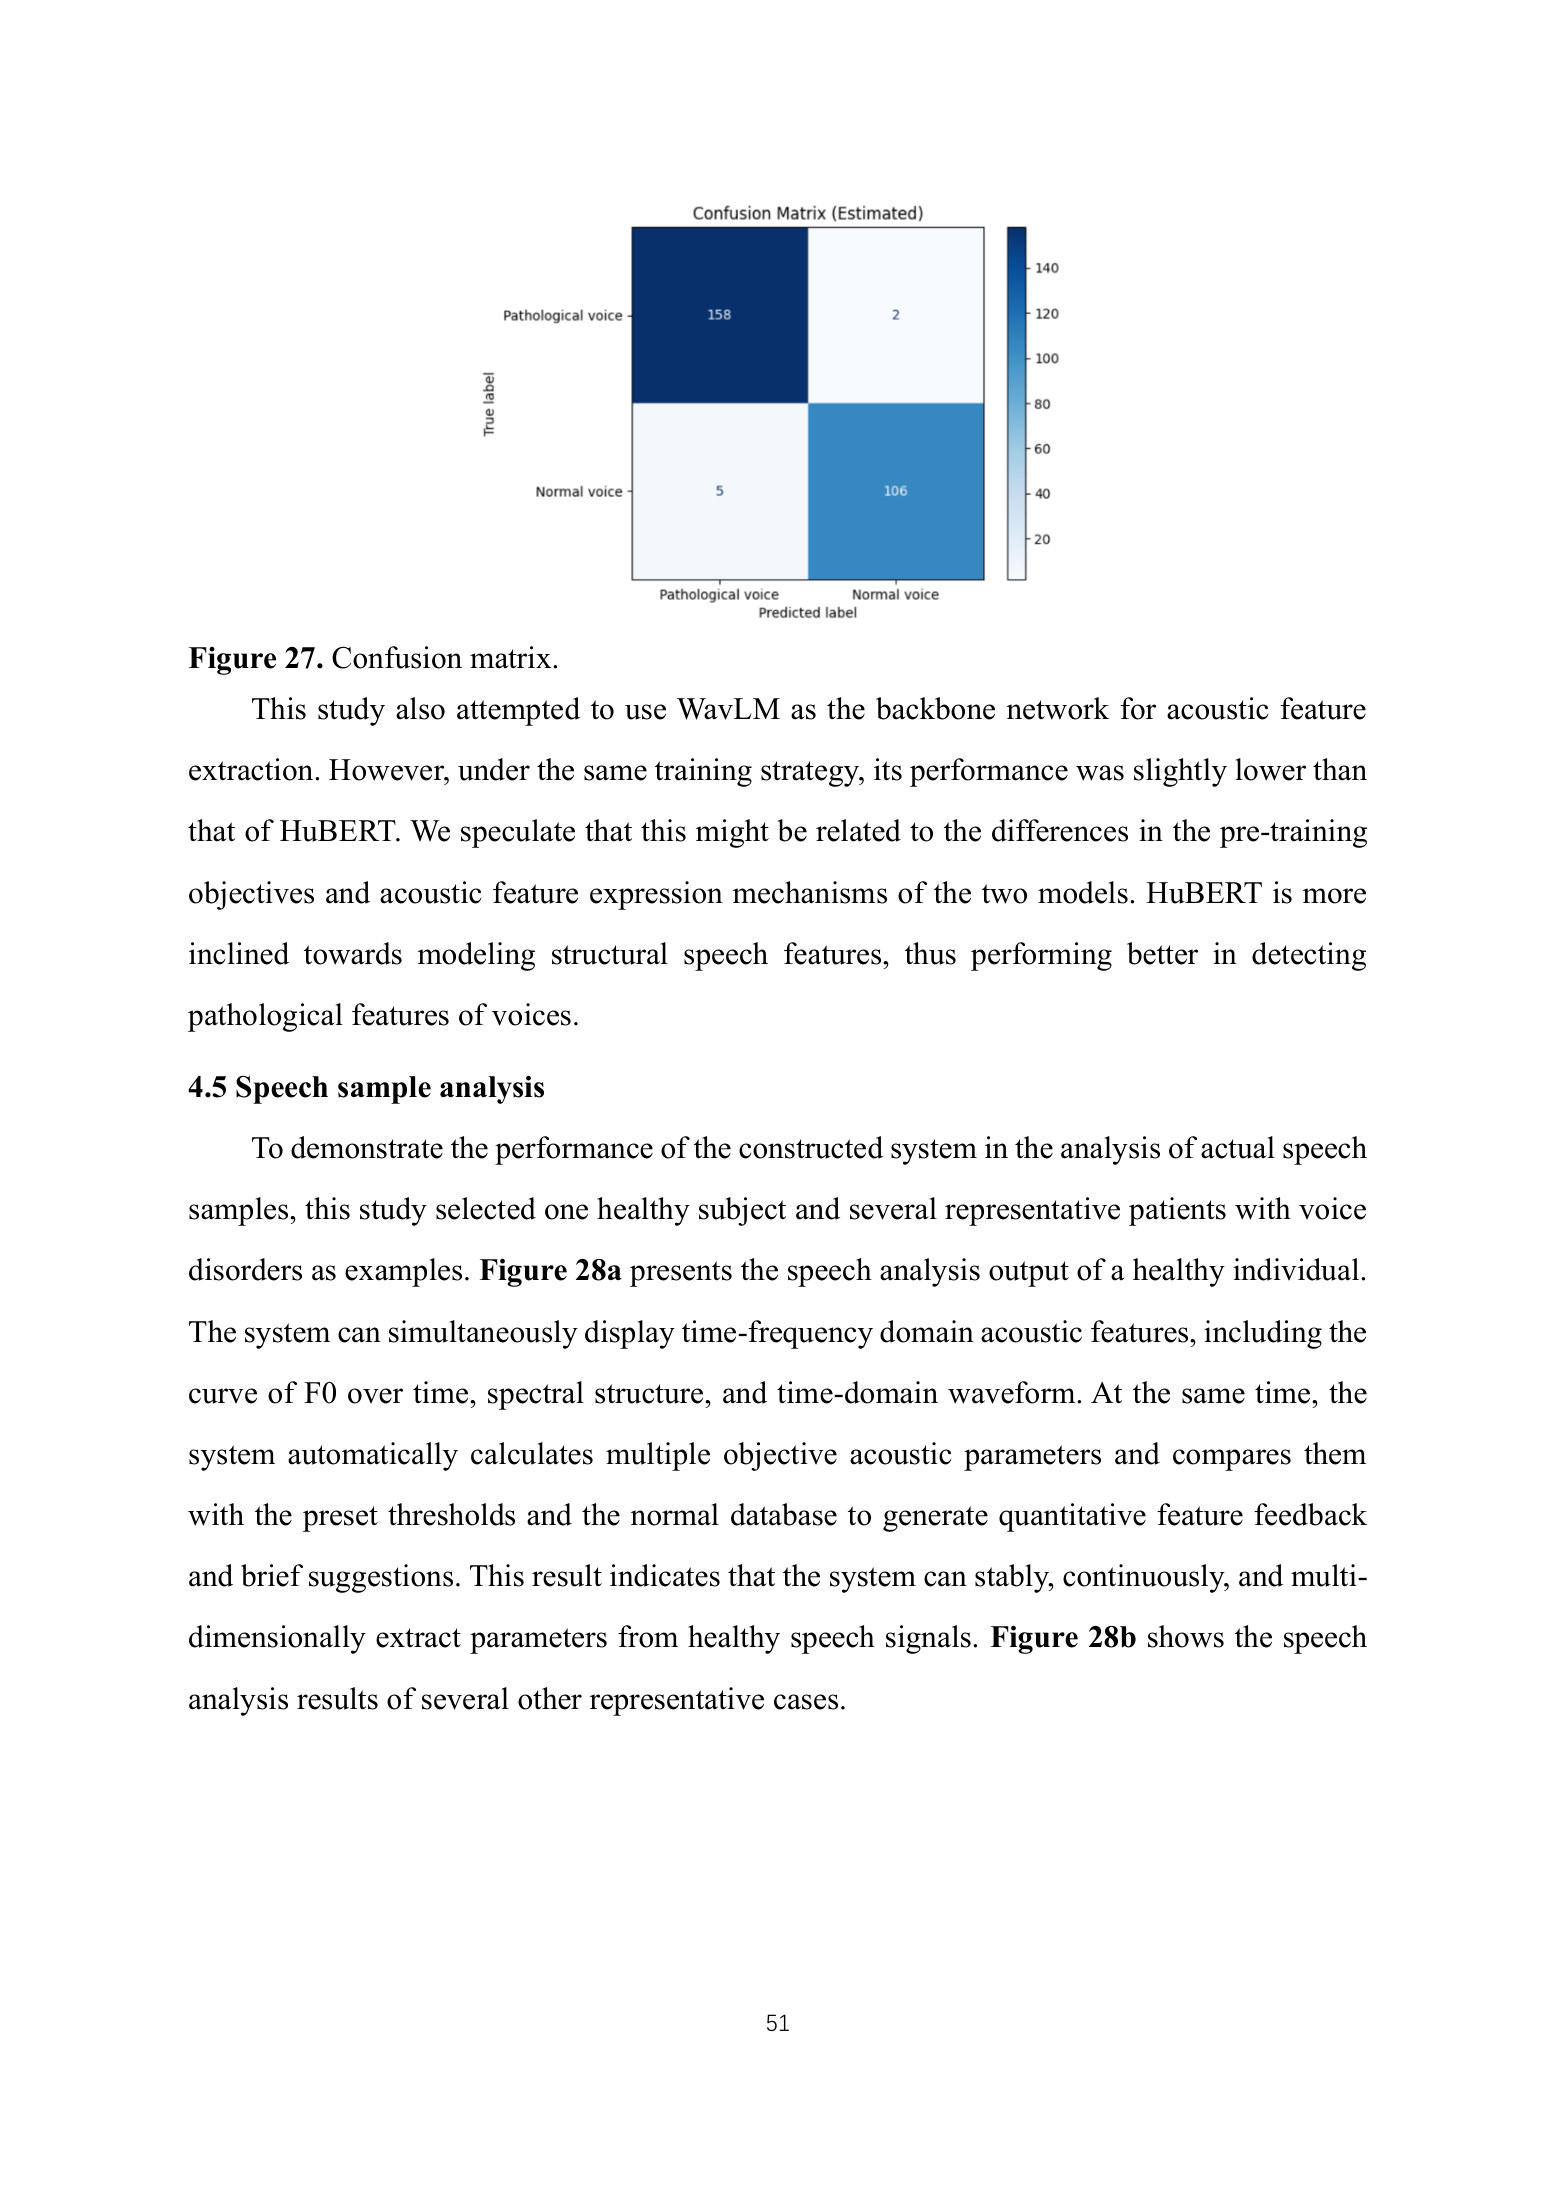 Confusion Matrix (Estimated)
Pathological voice
158
2
True label
Normal voice
5
106
Pathological voice
Normal voice
Predicted label
140
120
100
80
60
40
20
Figure 27. Confusion matrix.
This study also attempted to use WavLM as the backbone network for acoustic feature
extraction. However, under the same training strategy, its performance was slightly lower than
that of HuBERT. We speculate that this might be related to the differences in the pre-training
objectives and acoustic feature expression mechanisms of the two models. HuBERT is more
inclined towards modeling structural speech features, thus performing better in detecting
pathological features of voices.
4.5 Speech sample analysis
To demonstrate the performance of the constructed system in the analysis of actual speech
samples, this study selected one healthy subject and several representative patients with voice
disorders as examples. Figure 28a presents the speech analysis output of a healthy individual.
The system can simultaneously display time-frequency domain acoustic features, including the
curve of F0 over time, spectral structure, and time-domain waveform. At the same time, the
system automatically calculates multiple objective acoustic parameters and compares them
with the preset thresholds and the normal database to generate quantitative feature feedback
and brief suggestions. This result indicates that the system can stably, continuously, and multi-
dimensionally extract parameters from healthy speech signals. Figure 28b shows the speech
analysis results of several other representative cases.
51